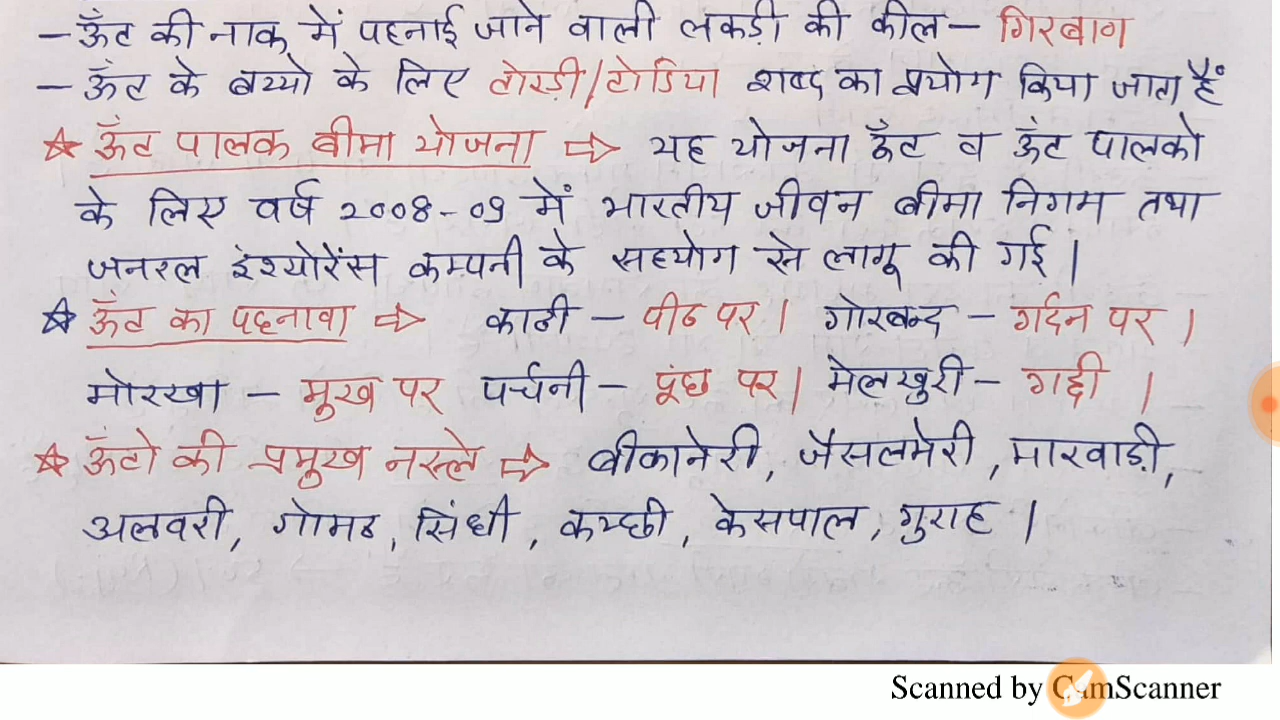 - ऊँट की नाक में पहनाई जाने वाली लकड़ी की कील - गिरबाण
- ऊँट के बच्चो के लिए तोरड़ी/टोडिया शब्द का प्रयोग किया जाता हैं
☆ ऊँट पालक बीमा योजना ⇨ यह योजना ऊँट व ऊँट पालको
के लिए वर्ष 2008-09 में भारतीय जीवन बीमा निगम तथा
जनरल इंश्योरेंस कम्पनी के सहयोग से लागू की गई।
☆ ऊँट का पहनावा ⇨ काठी - पीठ पर। गोरबन्द - गर्दन पर।
मोरखा - मुख पर पर्चनी - पूंछ पर। मेलखुरी - गद्दी ।
☆ ऊँटो की प्रमुख नस्ले ⇨ बीकानेरी, जैसलमेरी, मारवाड़ी,
अलवरी, गोमठ, सिंधी, कच्छी, केसपाल, गुराह ।
Scanned by CamScanner